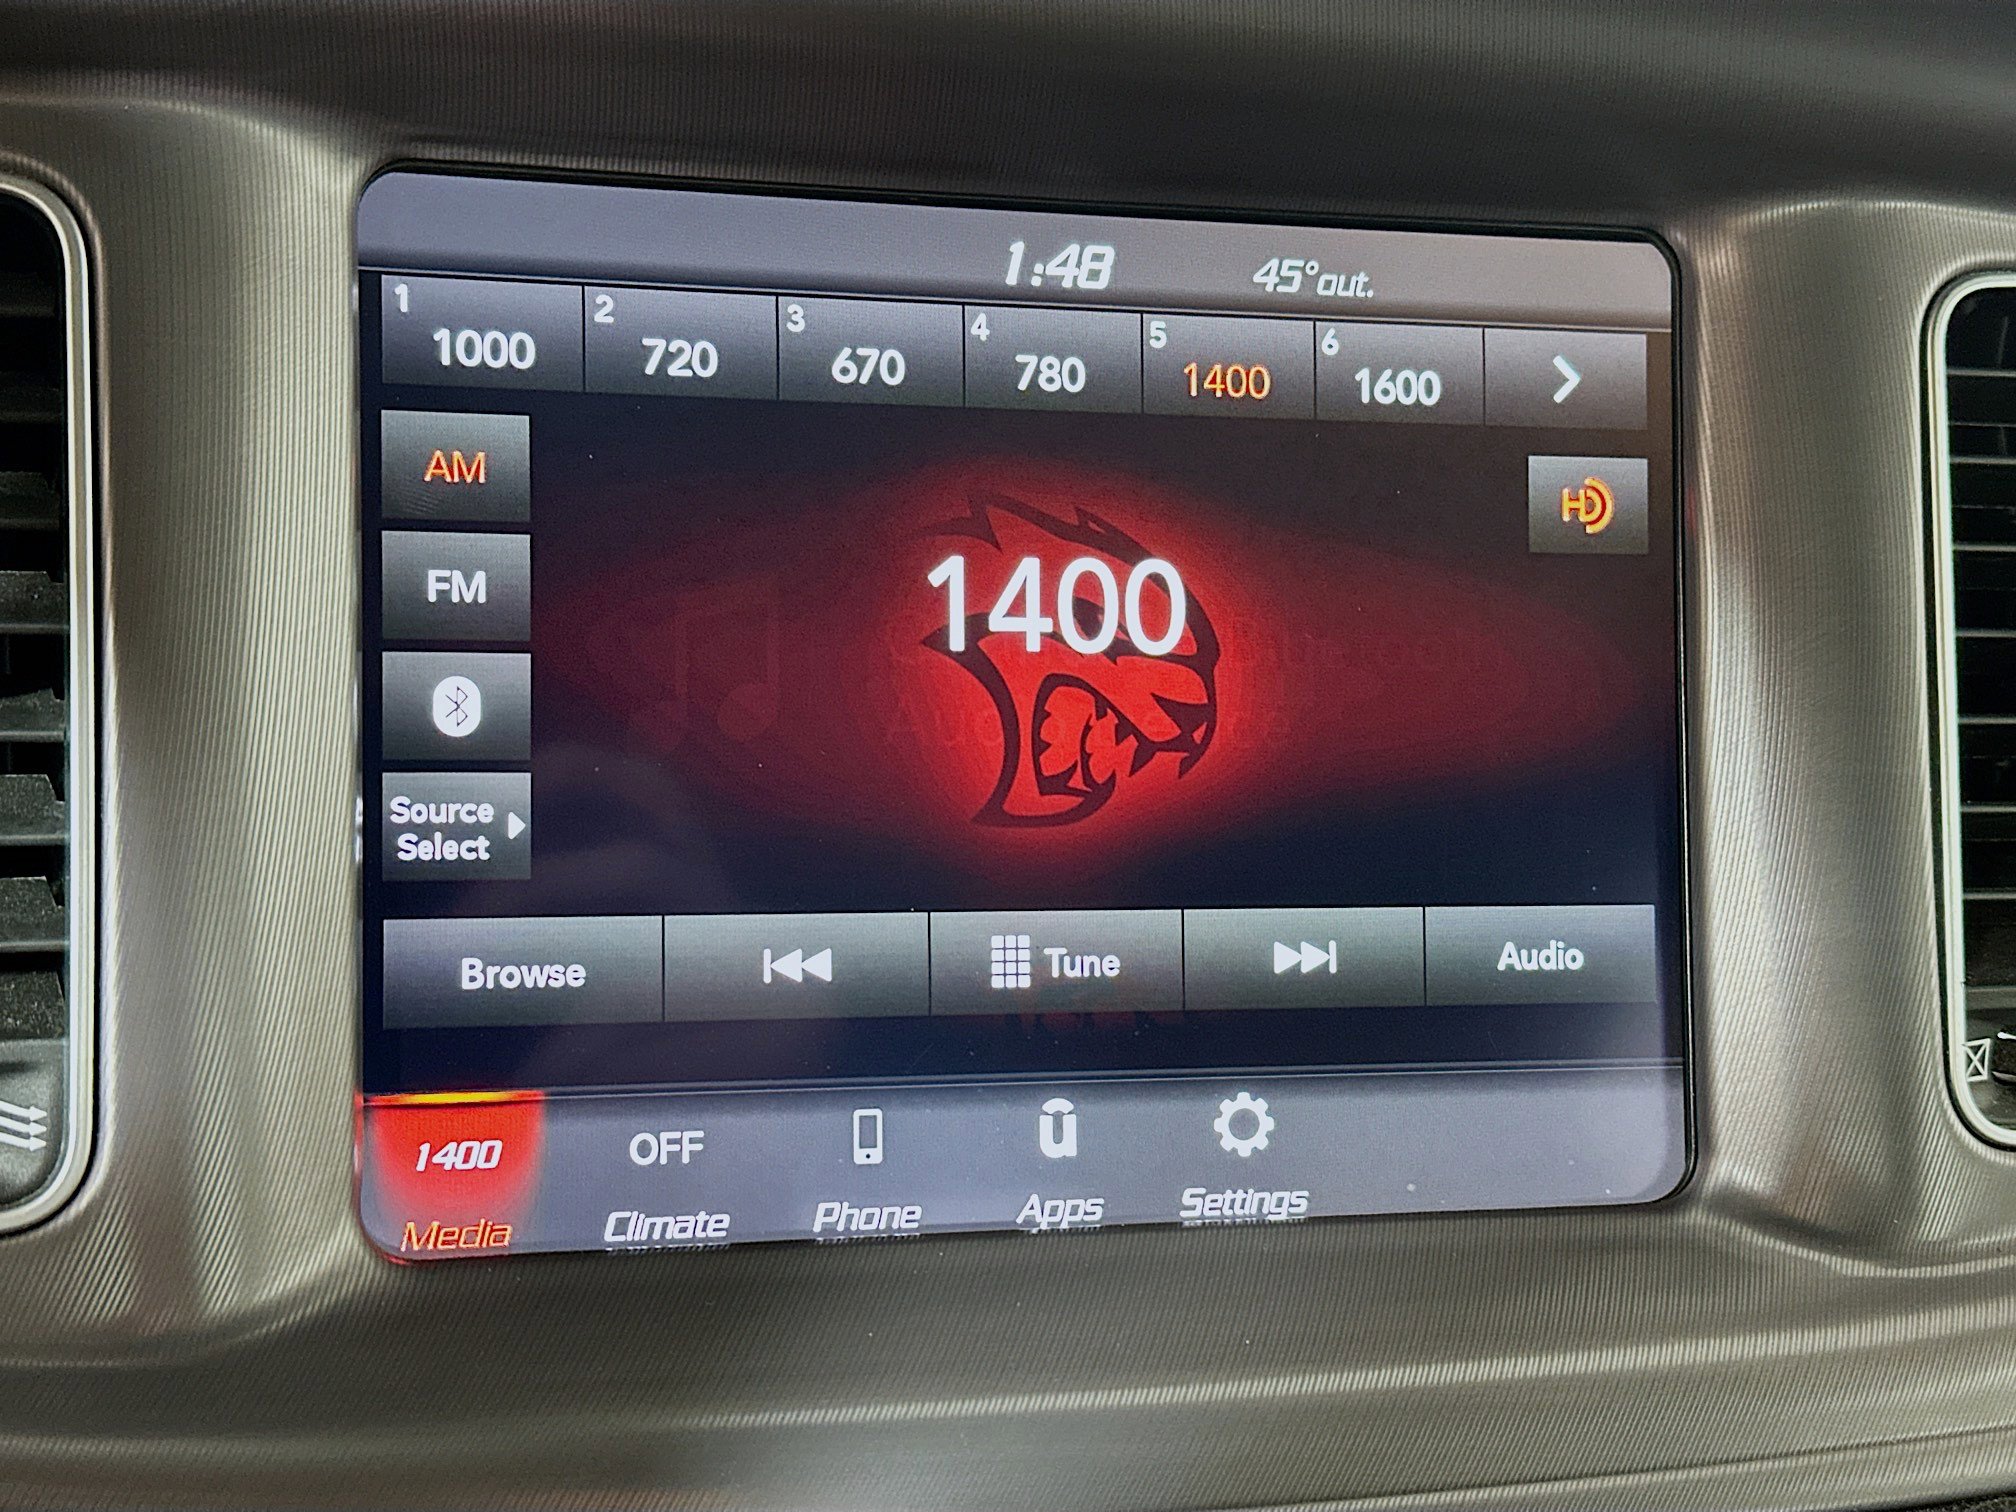 1:48 45°out.
1 1000 2 720 3 670 4 780 5 1400 6 1600
AM
HD
FM
1400
Source
Select
Browse Tune Audio
1400 OFF
Media Climate Phone Apps Settings